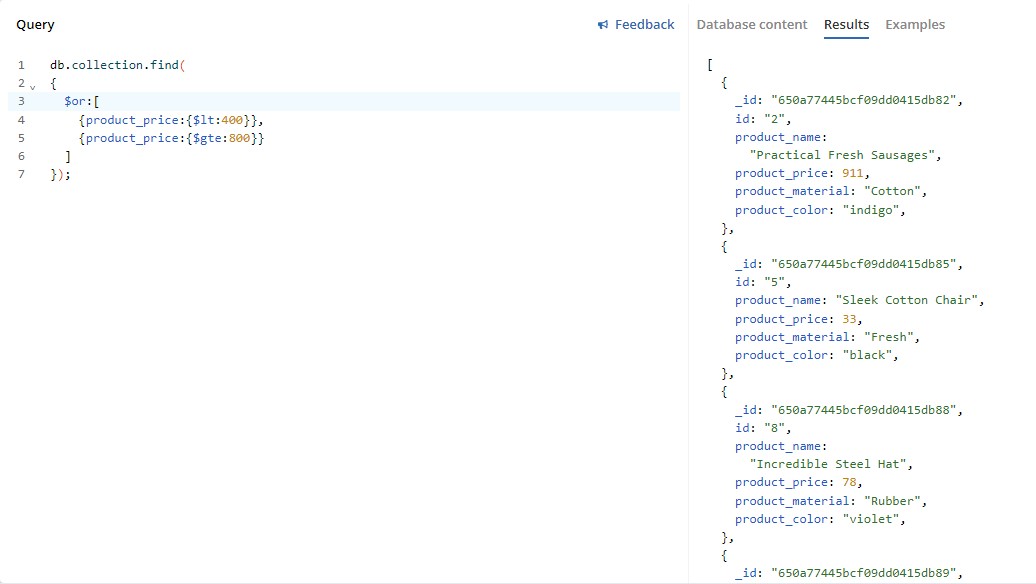 Query
Feedback
1 db.collection.find(
2 {
3 $or:[
4 {product_price:{$lt:400}},
5 {product_price:{$gte:800}}
6 ]
7 });
Database content Results Examples
[
{
_id: "650a77445bcf09dd0415db82",
id: "2",
product_name:
"Practical Fresh Sausages",
product_price: 911,
product_material: "Cotton",
product_color: "indigo",
},
{
_id: "650a77445bcf09dd0415db85",
id: "5",
product_name: "Sleek Cotton Chair",
product_price: 33,
product_material: "Fresh",
product_color: "black",
},
{
_id: "650a77445bcf09dd0415db88",
id: "8",
product_name:
"Incredible Steel Hat",
product_price: 78,
product_material: "Rubber",
product_color: "violet",
},
{
_id: "650a77445bcf09dd0415db89",